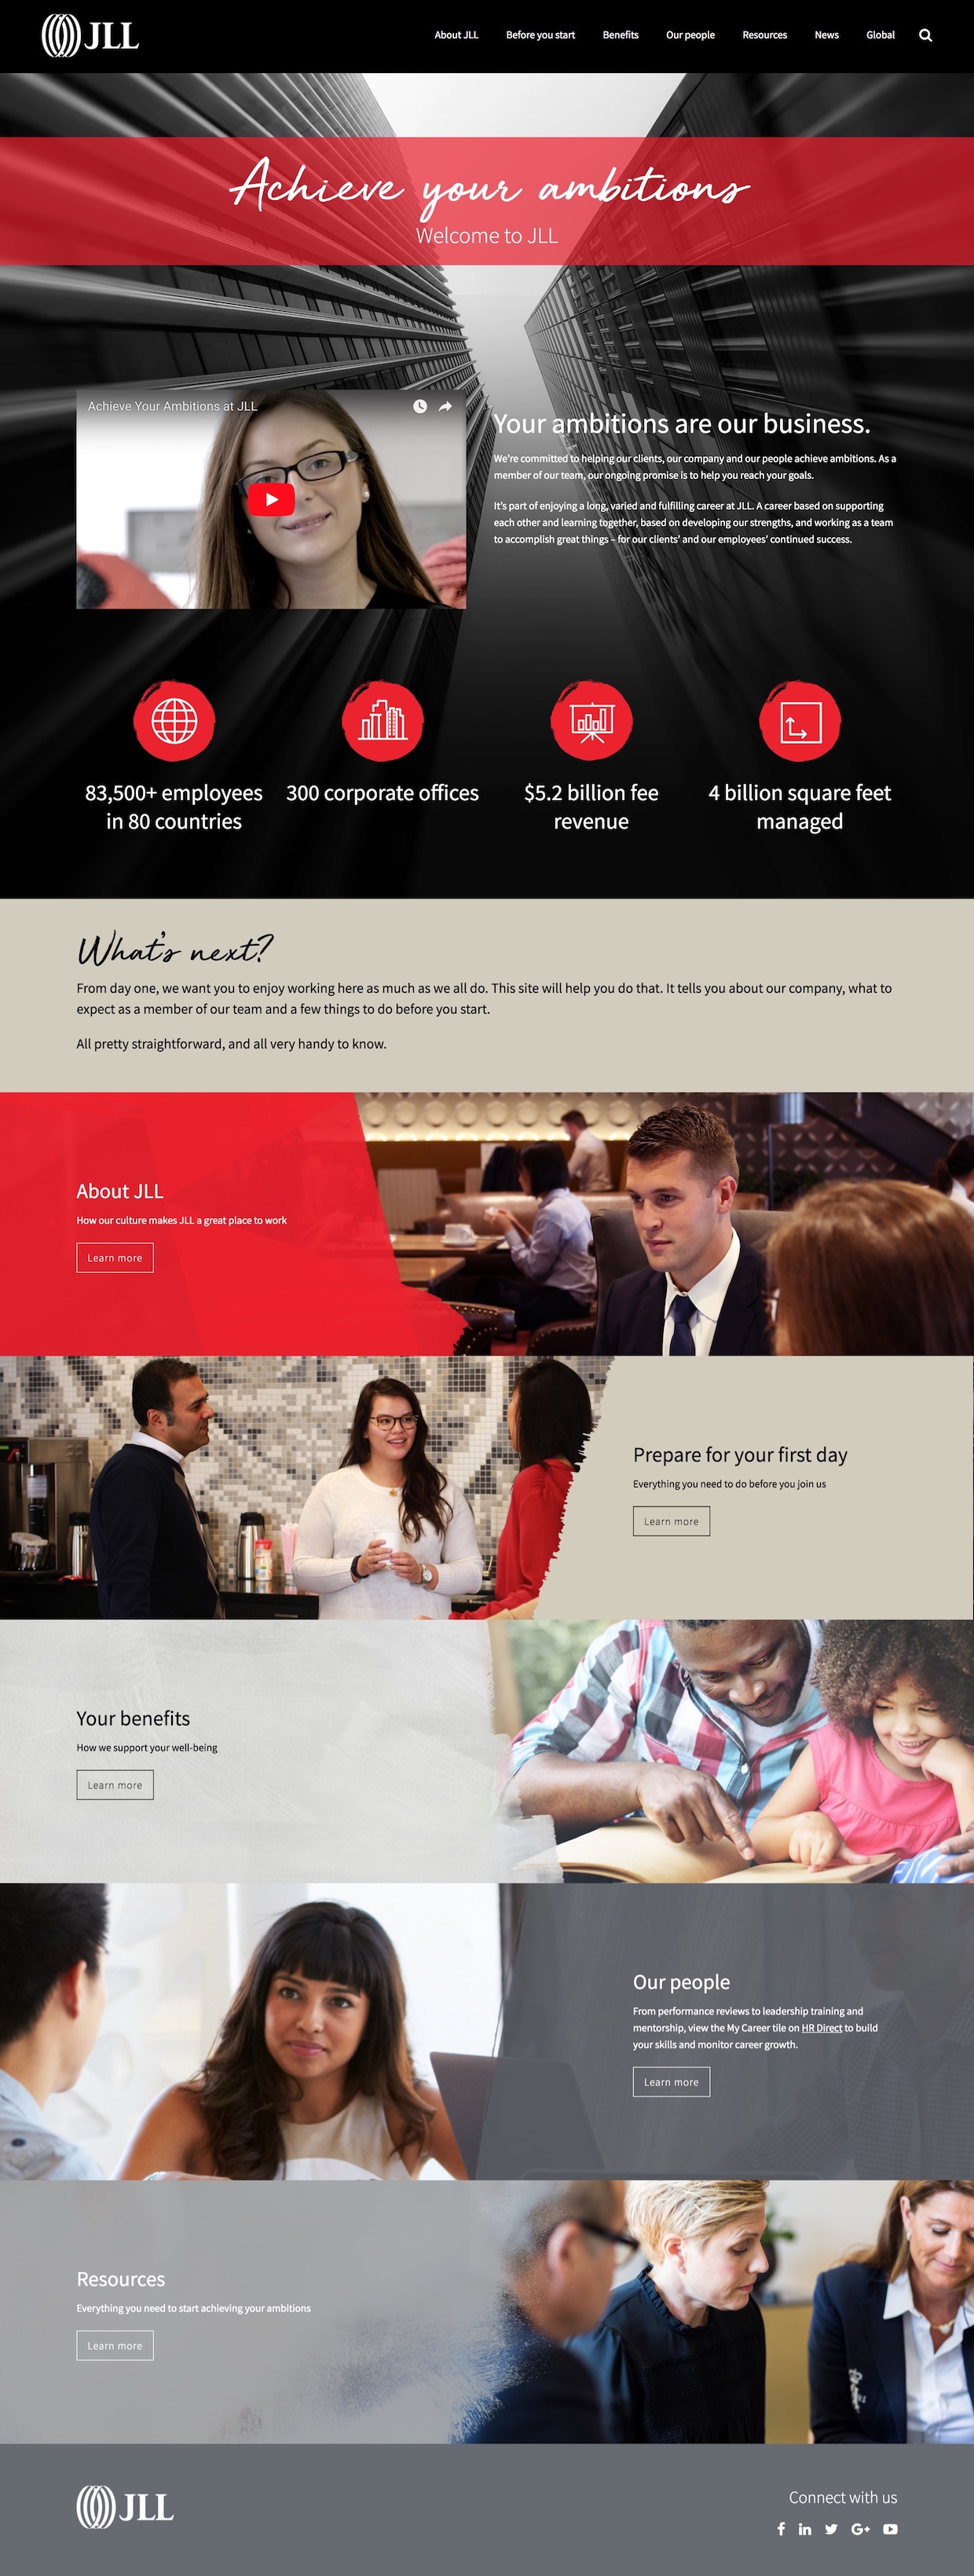 JLL
About JLL Before you start Benefits Our people Resources News Global
Achieve your ambitions
Welcome to JLL
Achieve Your Ambitions at JLL
Your ambitions are our business.
We're committed to helping our clients, our company and our people achieve ambitions. As a
member of our team, our ongoing promise is to help you reach your goals.
It's part of enjoying a long, varied and fulfilling career at JLL. A career based on supporting
each other and learning together, based on developing our strengths, and working as a team
to accomplish great things – for our clients' and our employees' continued success.
83,500+ employees
in 80 countries
300 corporate offices
$5.2 billion fee
revenue
4 billion square feet
managed
What's next?
From day one, we want you to enjoy working here as much as we all do. This site will help you do that. It tells you about our company, what to
expect as a member of our team and a few things to do before you start.
All pretty straightforward, and all very handy to know.
About JLL
How our culture makes JLL a great place to work
Learn more
Prepare for your first day
Everything you need to do before you join us
Learn more
Your benefits
How we support your well-being
Learn more
Our people
From performance reviews to leadership training and
mentorship, view the My Career tile on HR Direct to build
your skills and monitor career growth.
Learn more
Resources
Everything you need to start achieving your ambitions
Learn more
JLL
Connect with us